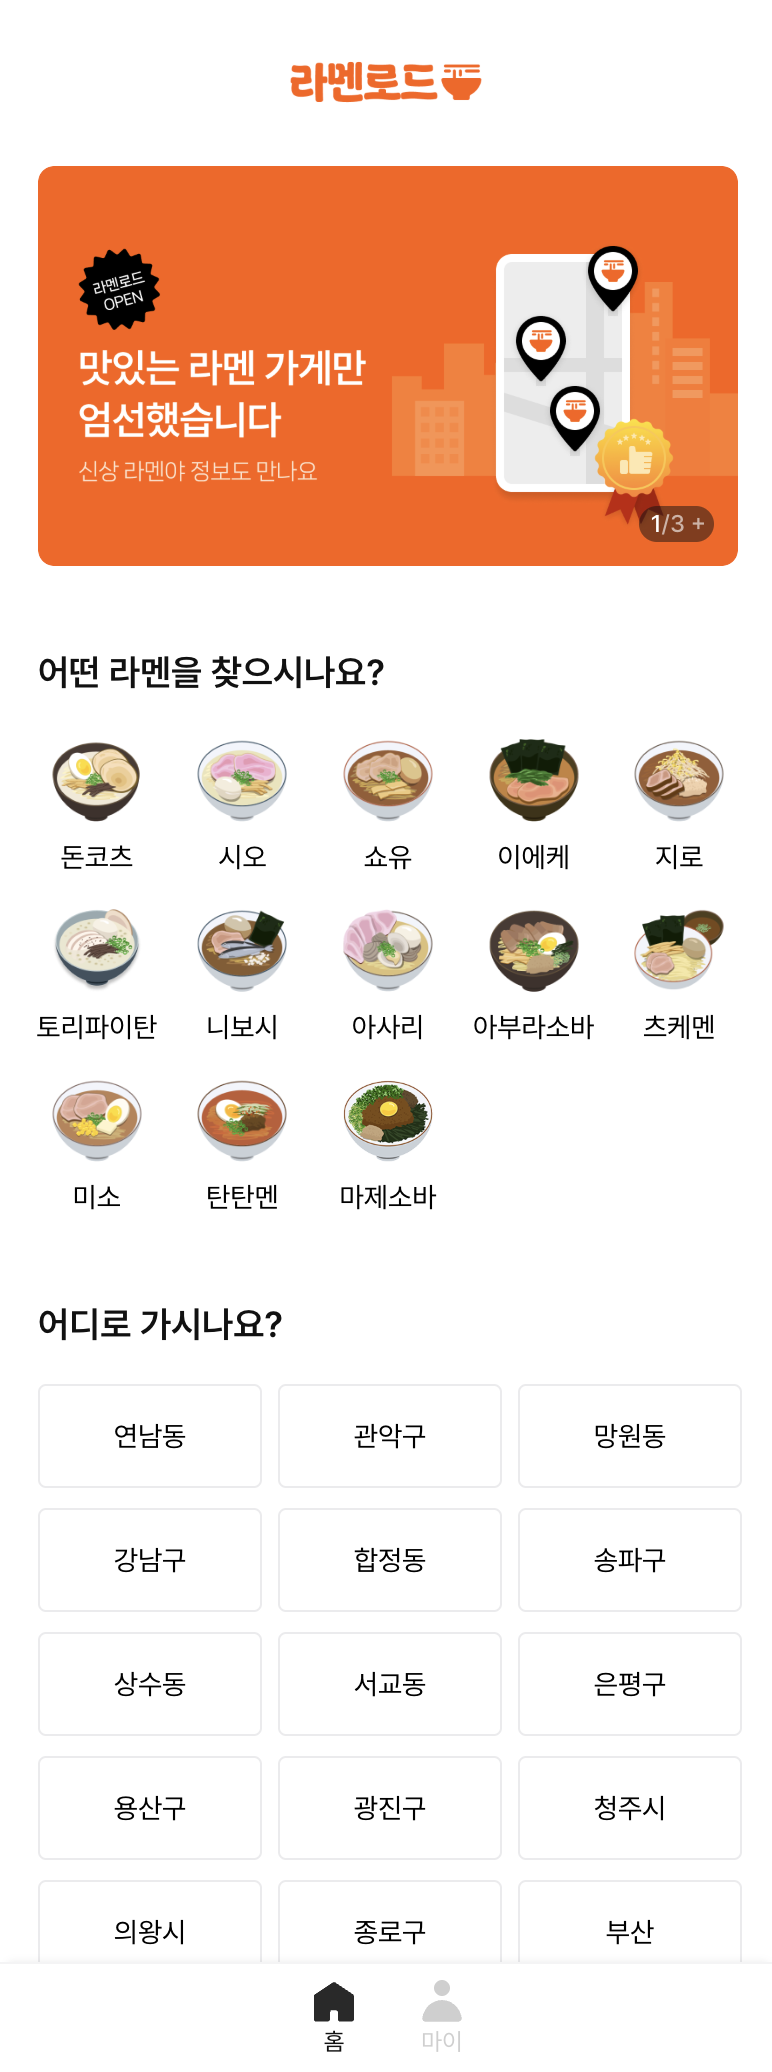 라멘로드
라멘로드
OPEN
맛있는 라멘 가게만
엄선했습니다
신상 라멘야 정보도 만나요
1/3 +
어떤 라멘을 찾으시나요?
돈코츠 시오 쇼유 이에케 지로
토리파이탄 니보시 아사리 아부라소바 츠케멘
미소 탄탄멘 마제소바
어디로 가시나요?
연남동 관악구 망원동
강남구 합정동 송파구
상수동 서교동 은평구
용산구 광진구 청주시
의왕시 종로구 부산
홈 마이